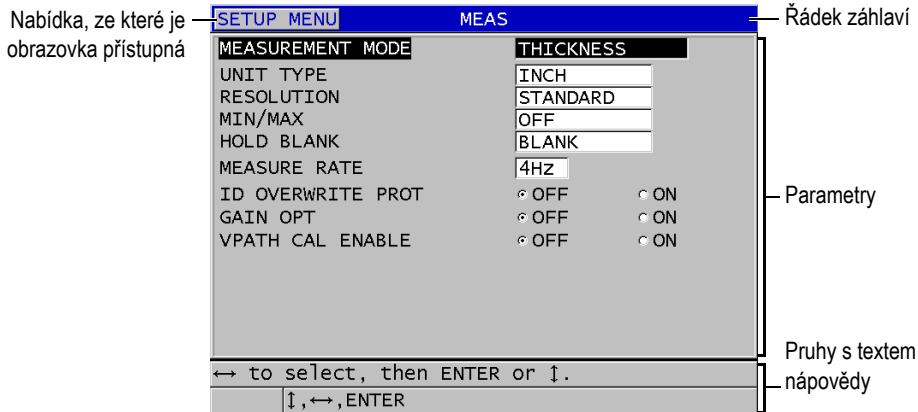 Nabídka, ze které je
obrazovka přístupná
SETUP MENU MEAS
Řádek záhlaví
MEASUREMENT MODE THICKNESS
UNIT TYPE INCH
RESOLUTION STANDARD
MIN/MAX OFF
HOLD BLANK BLANK
MEASURE RATE 4Hz
ID OVERWRITE PROT OFF ON
GAIN OPT OFF ON
VPATH CAL ENABLE OFF ON
Parametry
↔ to select, then ENTER or ↕.
↕,↔,ENTER
Pruhy s textem
nápovědy